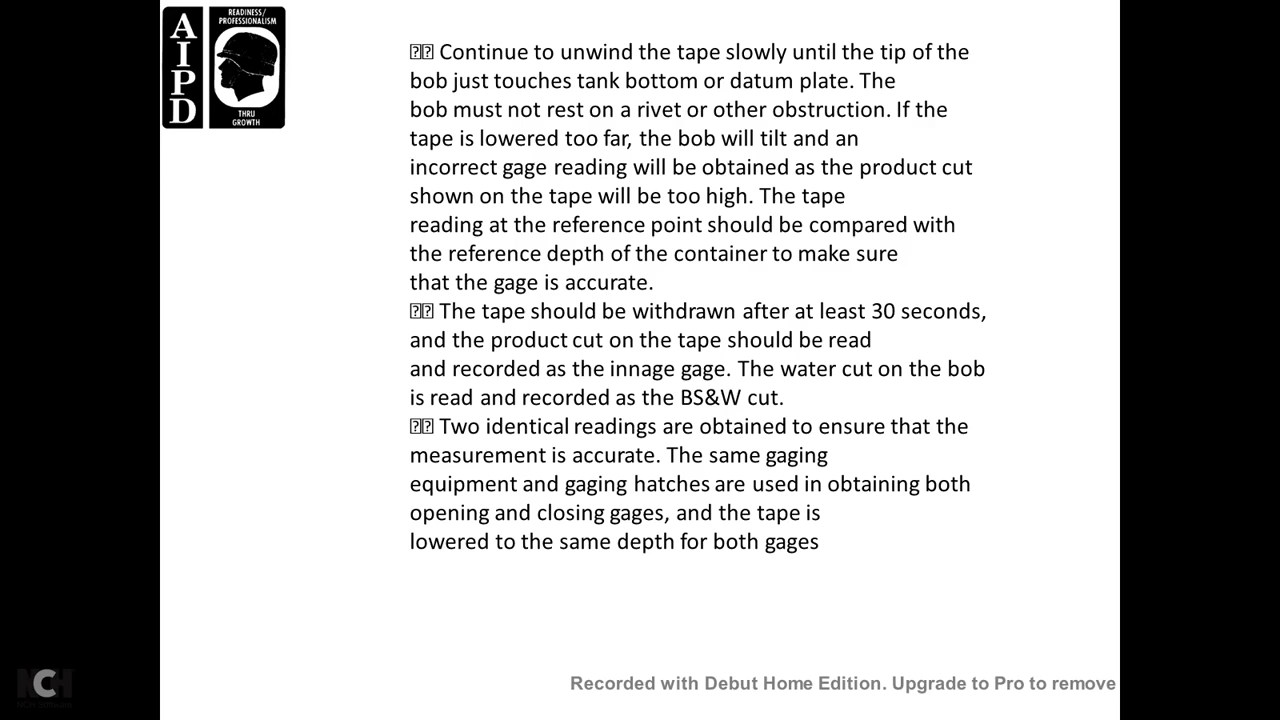 AIPD
READINESS/
PROFESSIONALISM
THRU
GROWTH
⍰⍰ Continue to unwind the tape slowly until the tip of the
bob just touches tank bottom or datum plate. The
bob must not rest on a rivet or other obstruction. If the
tape is lowered too far, the bob will tilt and an
incorrect gage reading will be obtained as the product cut
shown on the tape will be too high. The tape
reading at the reference point should be compared with
the reference depth of the container to make sure
that the gage is accurate.
⍰⍰ The tape should be withdrawn after at least 30 seconds,
and the product cut on the tape should be read
and recorded as the innage gage. The water cut on the bob
is read and recorded as the BS&W cut.
⍰⍰ Two identical readings are obtained to ensure that the
measurement is accurate. The same gaging
equipment and gaging hatches are used in obtaining both
opening and closing gages, and the tape is
lowered to the same depth for both gages
NCH
Recorded with Debut Home Edition. Upgrade to Pro to remove